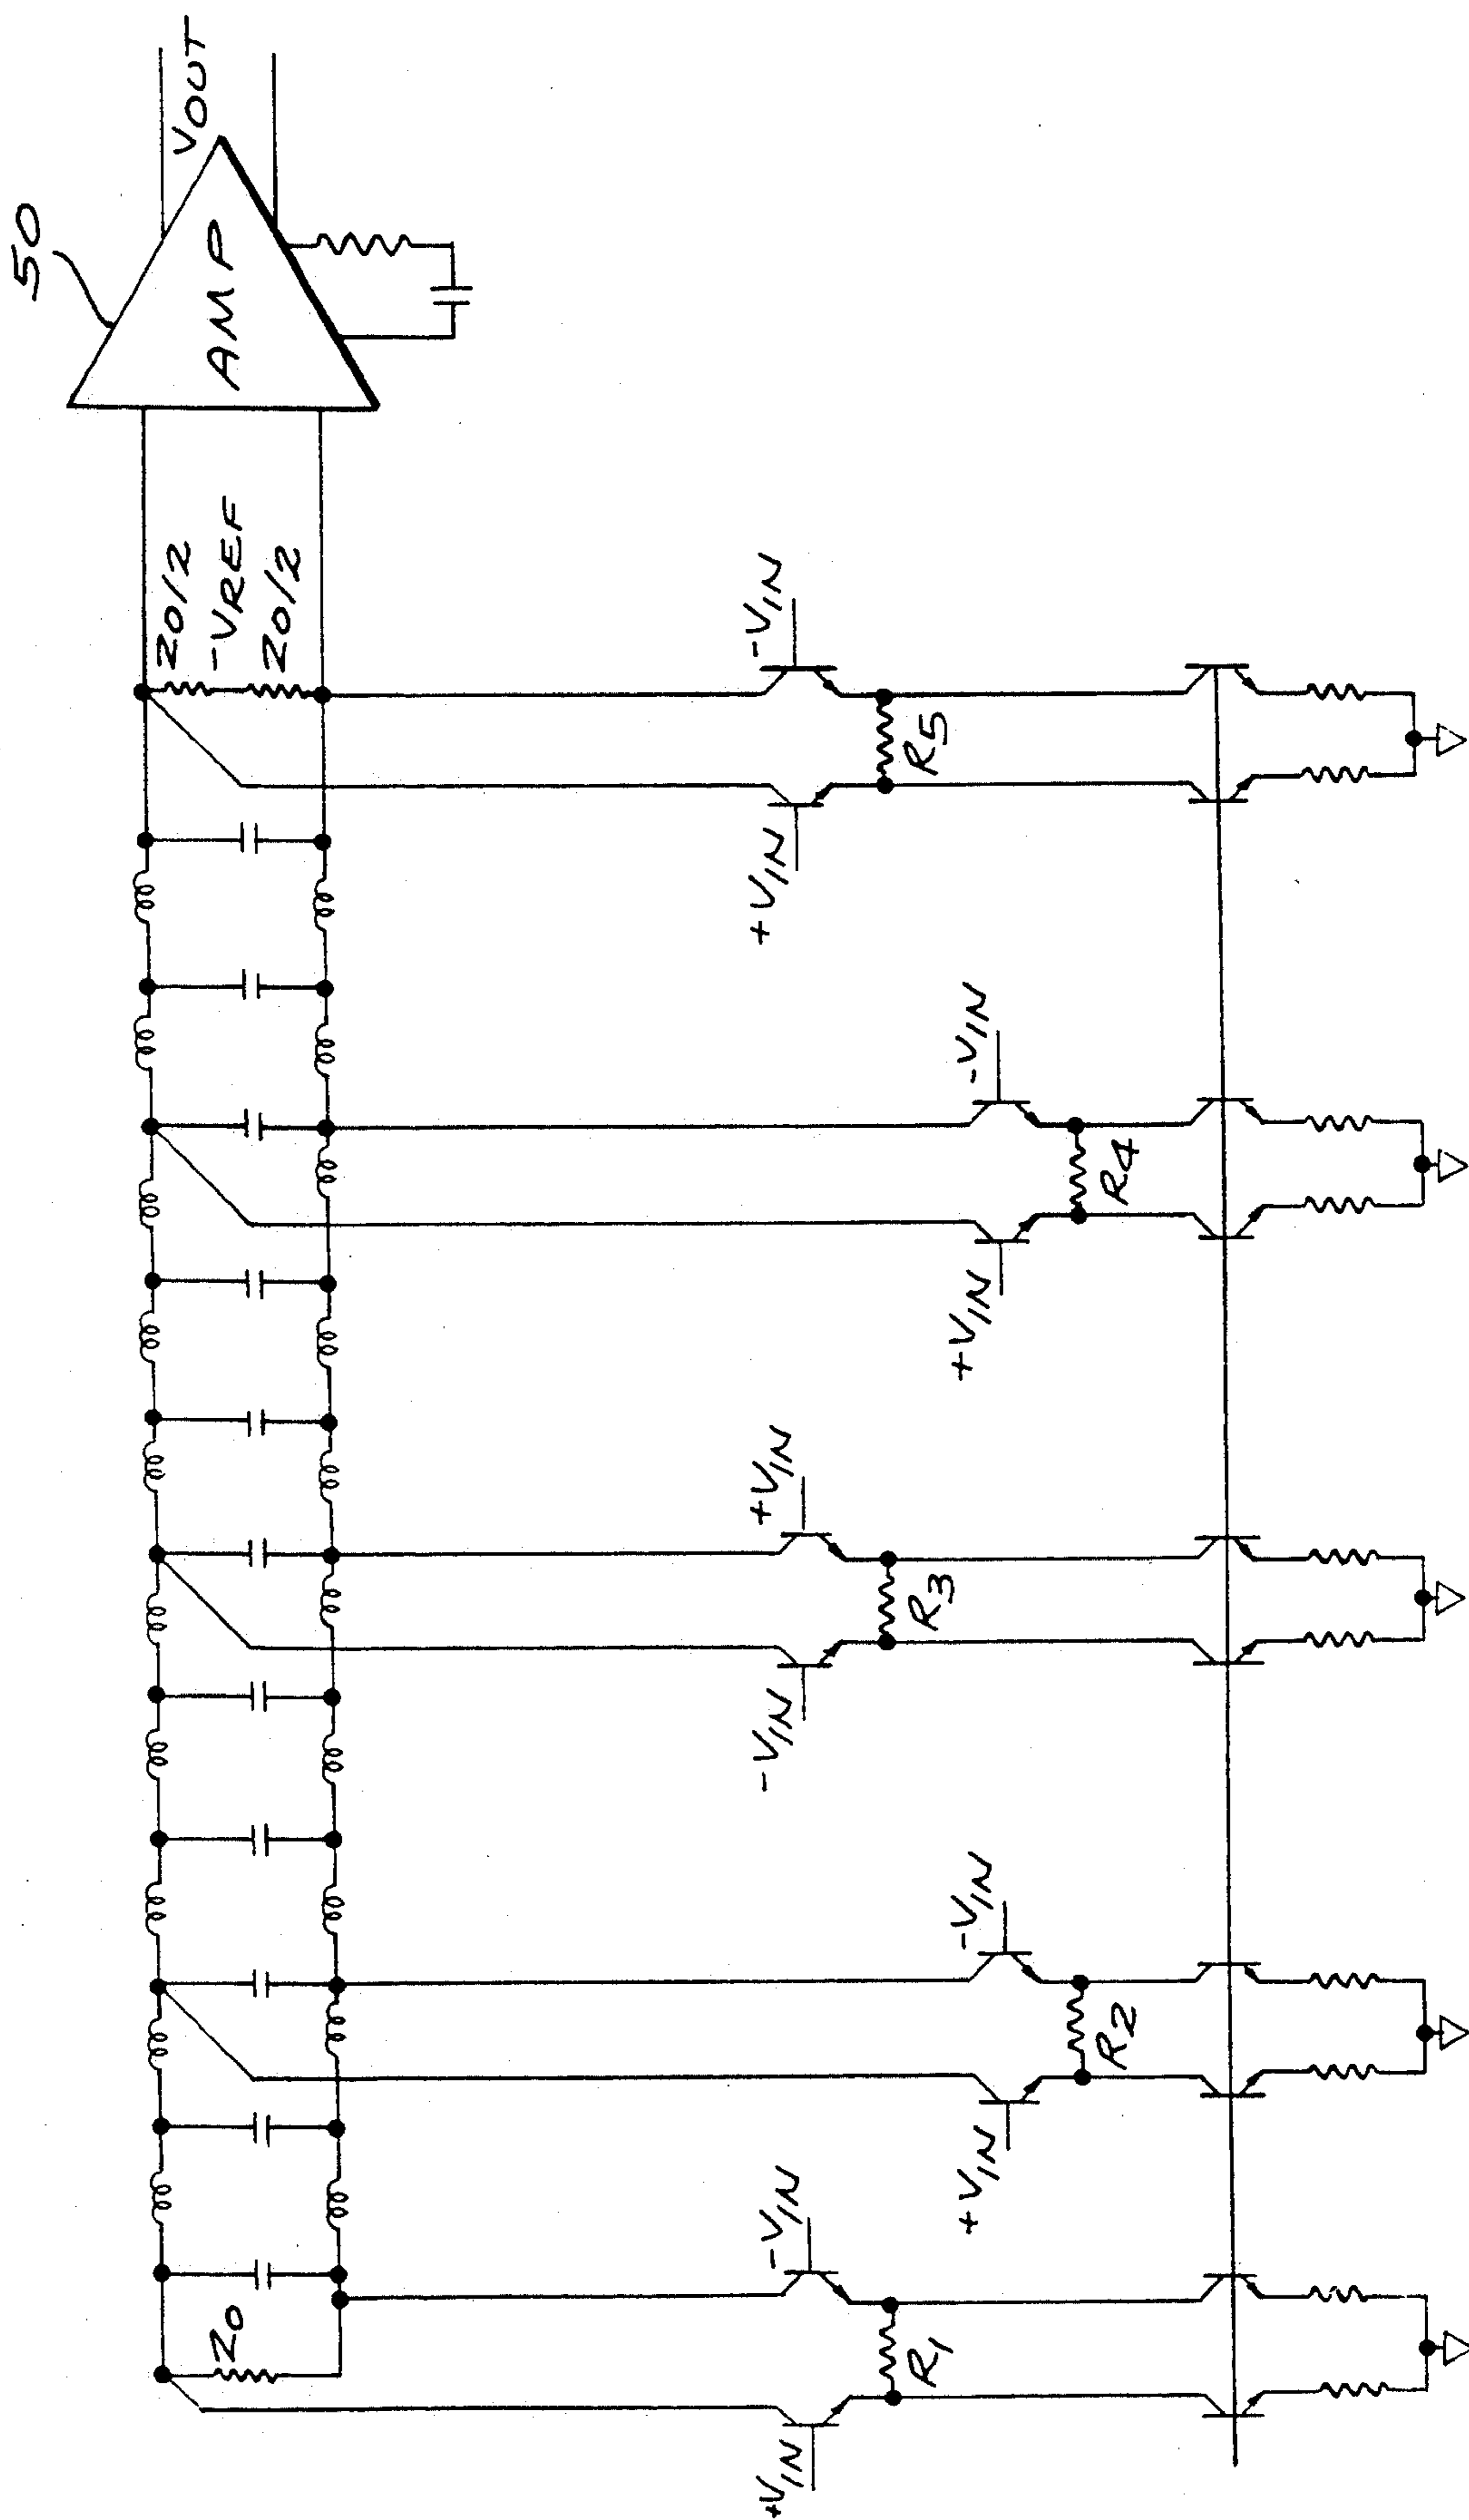 50
VOUT
AMP
Z0/2
-VREF
Z0/2
Z0
+VIN
-VIN
R1
+VIN
-VIN
R2
-VIN
+VIN
R3
+VIN
-VIN
R4
+VIN
-VIN
R5